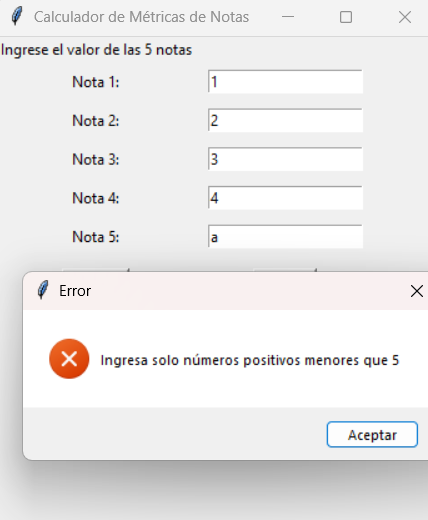 Calculador de Métricas de Notas
Ingrese el valor de las 5 notas
Nota 1: 1
Nota 2: 2
Nota 3: 3
Nota 4: 4
Nota 5: a
Error
Ingresa solo números positivos menores que 5
Aceptar